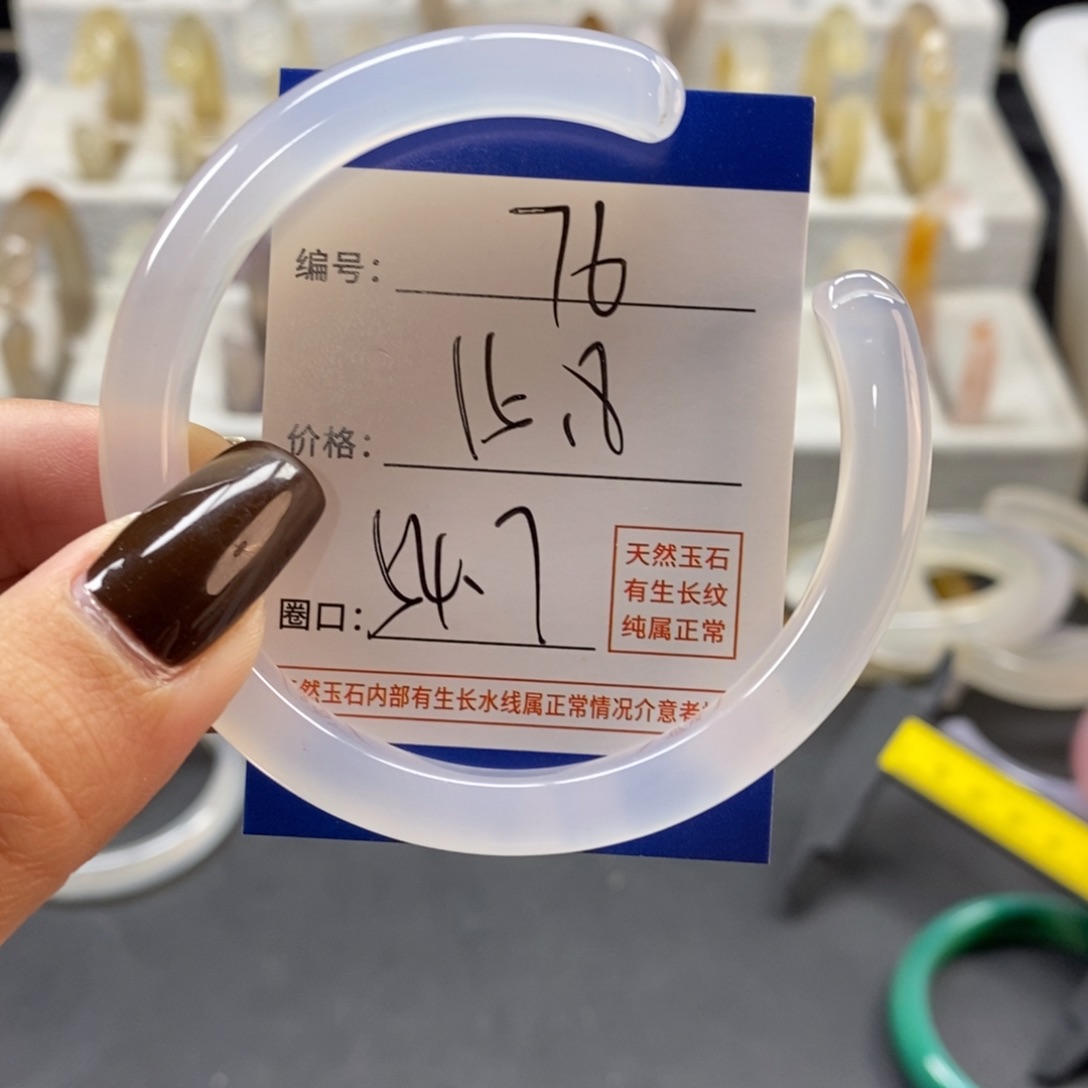 编号: 76
价格: 15.8
圈口: 54.7
天然玉石
有生长纹
纯属正常
然玉石内部有生长水线属正常情况介意者